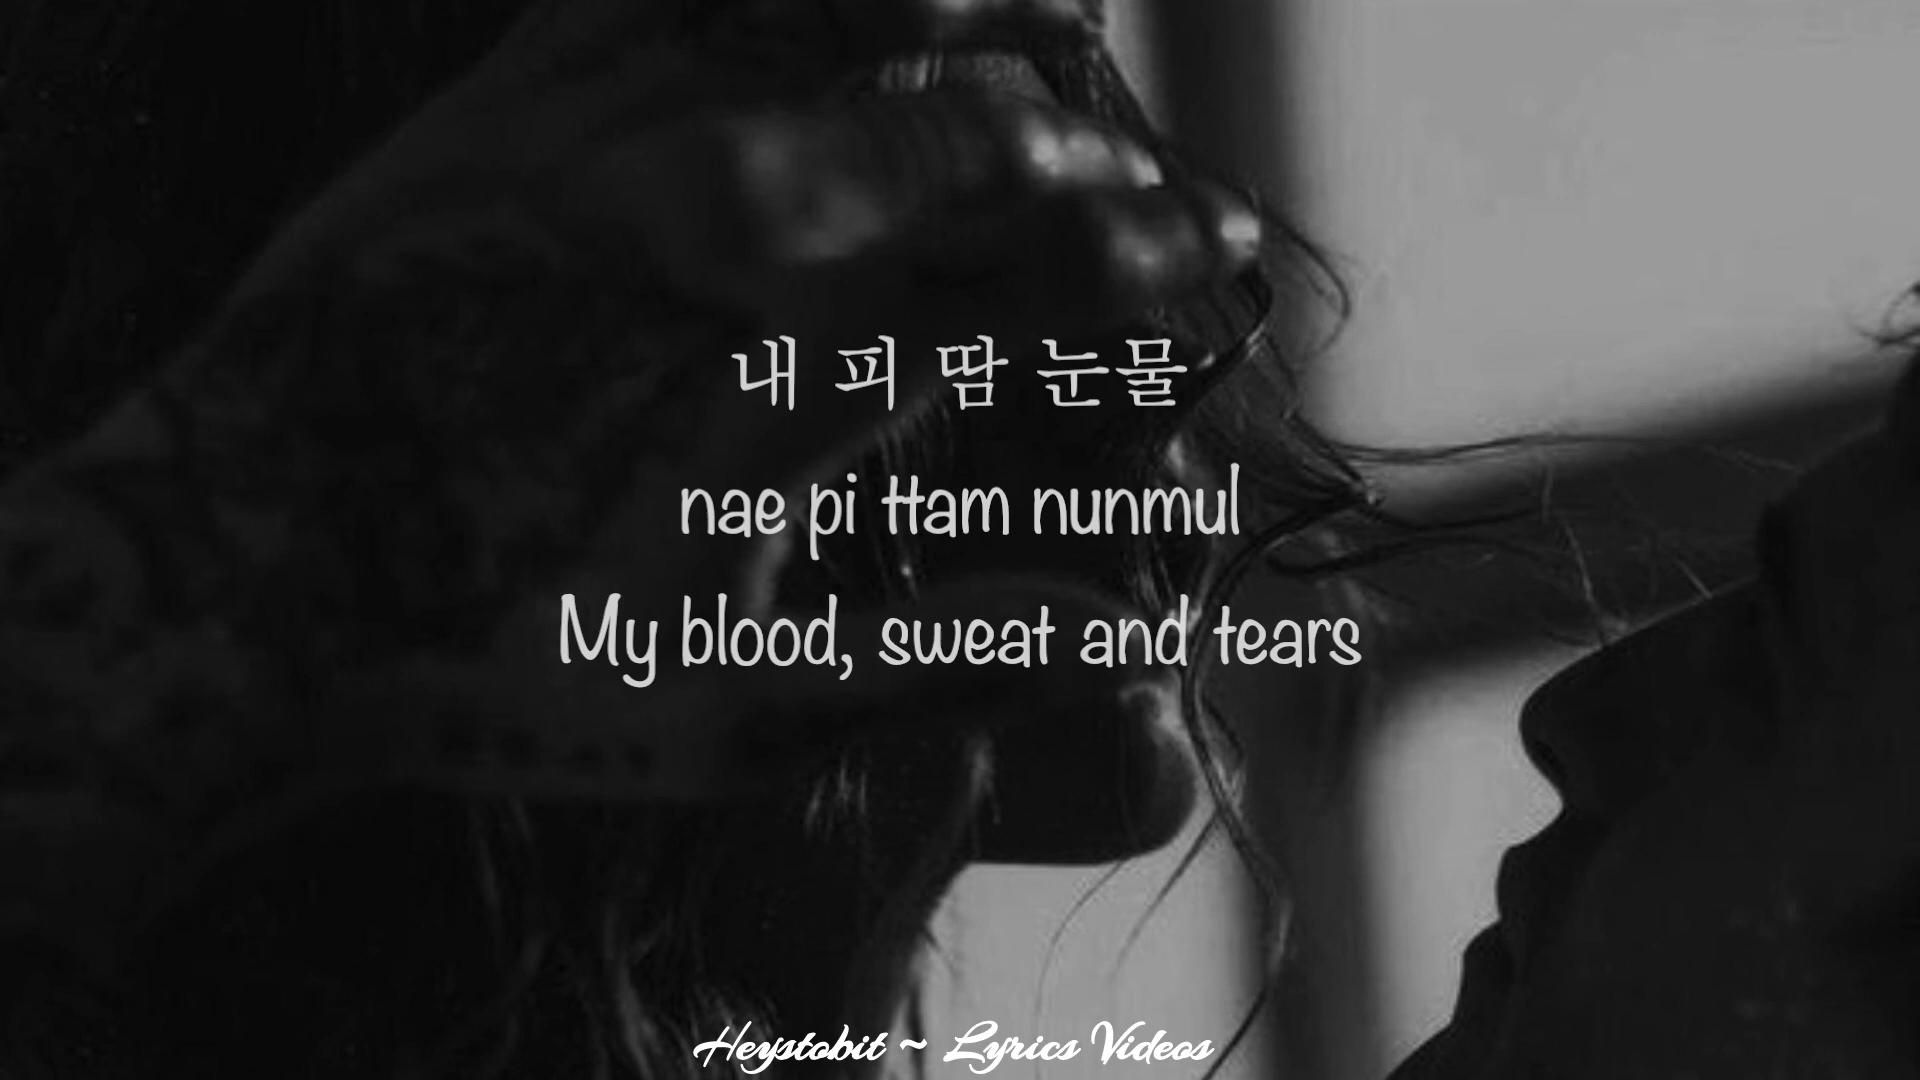 내 피 땀 눈물
nae pi ttam nunmul
My blood, sweat and tears
Heystobit ~ Lyrics Videos